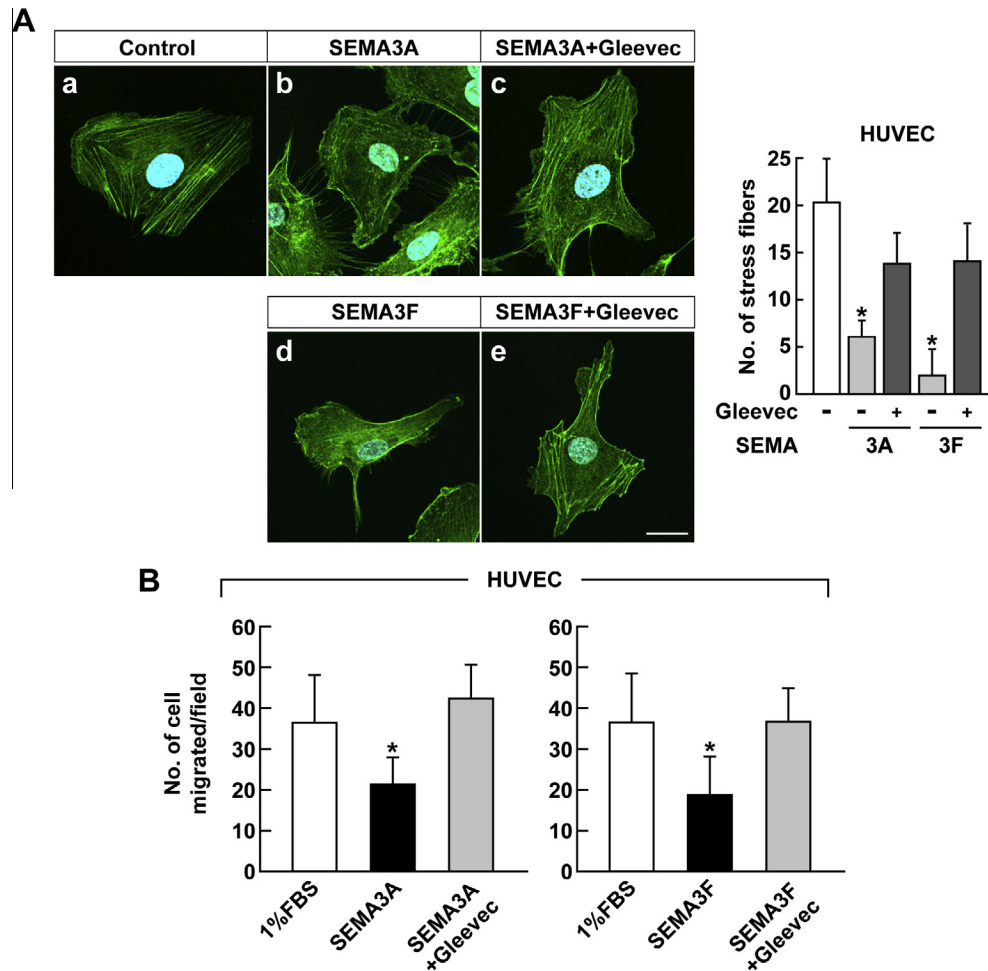 A
Control SEMA3A SEMA3A+Gleevec
a b c
SEMA3F SEMA3F+Gleevec
d e
HUVEC
No. of stress fibers
25
20
15
10
5
0
*
*
Gleevec - - + - +
SEMA 3A 3F
B
HUVEC
No. of cell
migrated/field
60
50
40
30
20
10
0
*
1%FBS
SEMA3A
SEMA3A
+Gleevec
60
50
40
30
20
10
0
*
1%FBS
SEMA3F
SEMA3F
+Gleevec